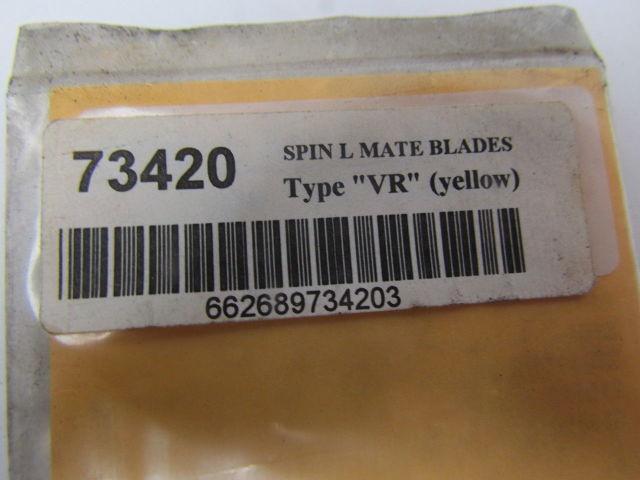 73420
SPIN L MATE BLADES
Type "VR" (yellow)
662689734203